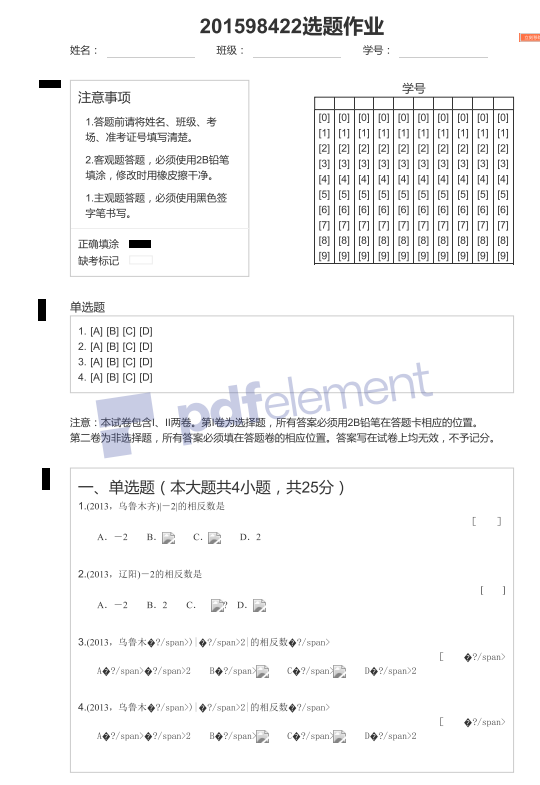 201598422选题作业
姓名： 班级： 学号：
注意事项
1.答题前请将姓名、班级、考
场、准考证号填写清楚。
2.客观题答题，必须使用2B铅笔
填涂，修改时用橡皮擦干净。
1.主观题答题，必须使用黑色签
字笔书写。
正确填涂
缺考标记
学号
[0] [0] [0] [0] [0] [0] [0] [0] [0] [0]
[1] [1] [1] [1] [1] [1] [1] [1] [1] [1]
[2] [2] [2] [2] [2] [2] [2] [2] [2] [2]
[3] [3] [3] [3] [3] [3] [3] [3] [3] [3]
[4] [4] [4] [4] [4] [4] [4] [4] [4] [4]
[5] [5] [5] [5] [5] [5] [5] [5] [5] [5]
[6] [6] [6] [6] [6] [6] [6] [6] [6] [6]
[7] [7] [7] [7] [7] [7] [7] [7] [7] [7]
[8] [8] [8] [8] [8] [8] [8] [8] [8] [8]
[9] [9] [9] [9] [9] [9] [9] [9] [9] [9]
单选题
1. [A] [B] [C] [D]
2. [A] [B] [C] [D]
3. [A] [B] [C] [D]
4. [A] [B] [C] [D]
pdfelement
注意：本试卷包含Ⅰ、Ⅱ两卷。第Ⅰ卷为选择题，所有答案必须用2B铅笔在答题卡相应的位置。
第二卷为非选择题，所有答案必须填在答题卷的相应位置。答案写在试卷上均无效，不予记分。
一、单选题（本大题共4小题，共25分）
1.(2013，乌鲁木齐)|－2|的相反数是
[ ]
A．－2 B． C． D．2
2.(2013，辽阳)－2的相反数是
[ ]
A．－2 B．2 C． ? D．
3.(2013，乌鲁木�?/span>)|�?/span>2|的相反数�?/span>
[ �?/span>
A�?/span>�?/span>2 B�?/span> C�?/span> D�?/span>2
4.(2013，乌鲁木�?/span>)|�?/span>2|的相反数�?/span>
[ �?/span>
A�?/span>�?/span>2 B�?/span> C�?/span> D�?/span>2